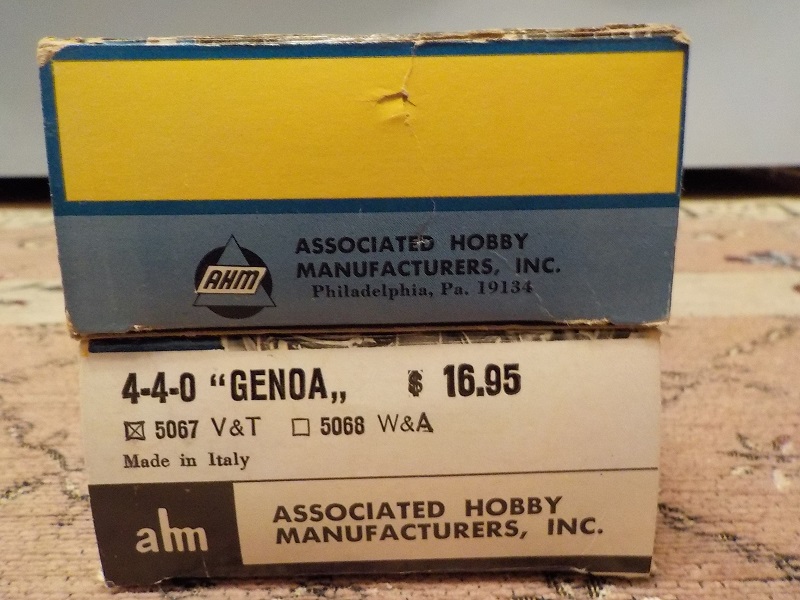 AHM
ASSOCIATED HOBBY
MANUFACTURERS, INC.
Philadelphia, Pa. 19134
4-4-0 “GENOA„ $ 16.95
☒ 5067 V&T ☐ 5068 W&A
Made in Italy
ahm
ASSOCIATED HOBBY
MANUFACTURERS, INC.